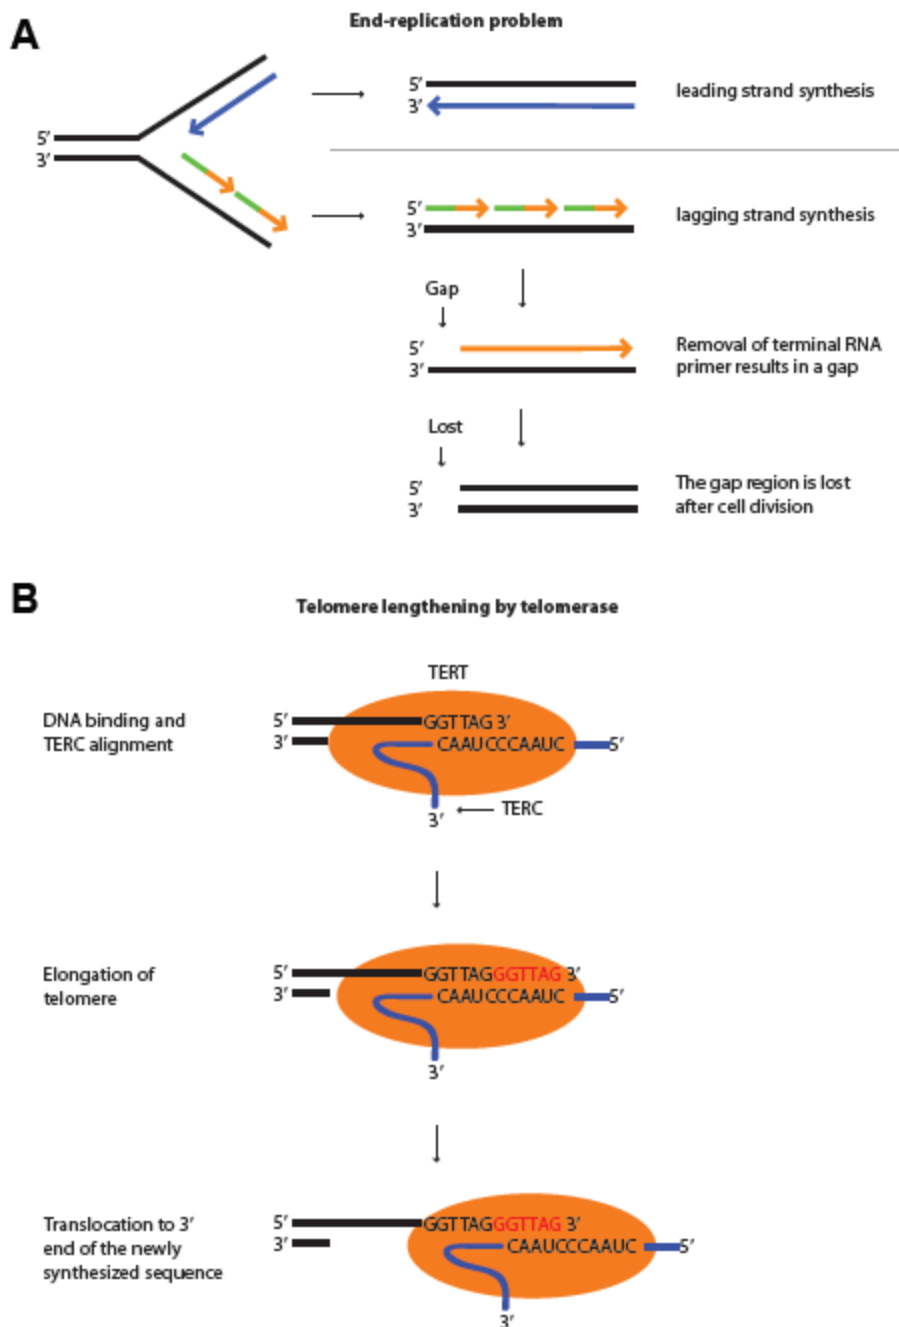 A
End-replication problem
5′
3′
5′
3′
leading strand synthesis
5′
3′
lagging strand synthesis
Gap
5′
3′
Removal of terminal RNA
primer results in a gap
Lost
5′
3′
The gap region is lost
after cell division
B
Telomere lengthening by telomerase
TERT
DNA binding and
TERC alignment
5′ GGTTAG 3′
3′ CAAUCCCAAUC 5′
3′ TERC
Elongation of
telomere
5′ GGTTAGGGTTAG 3′
3′ CAAUCCCAAUC 5′
3′
Translocation to 3′
end of the newly
synthesized sequence
5′ GGTTAGGGTTAG 3′
3′ CAAUCCCAAUC 5′
3′